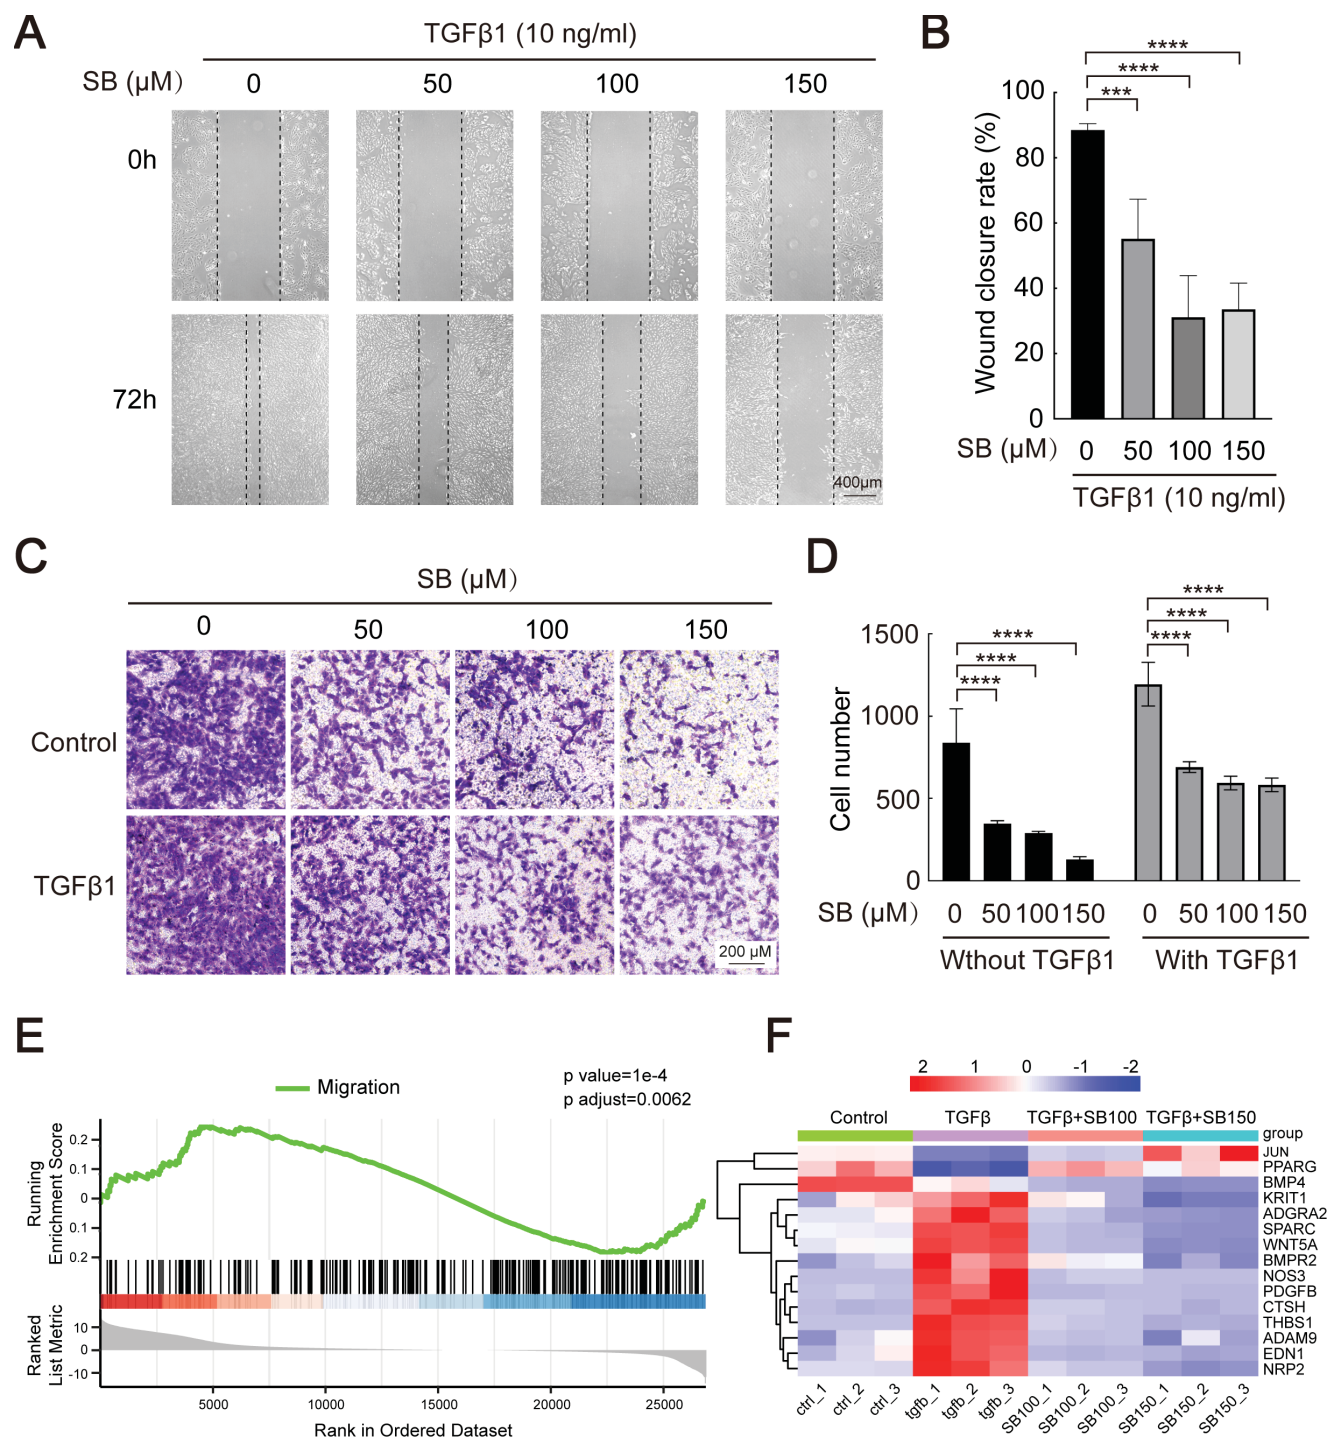 A
TGFβ1 (10 ng/ml)
SB (μM)
0 50 100 150
0h
72h
400μm
B
Wound closure rate (%)
100
80
60
40
20
0
*** **** ****
SB (μM) 0 50 100 150
TGFβ1 (10 ng/ml)
C
SB (μM)
0 50 100 150
Control
TGFβ1
200 μM
D
Cell number
1500
1000
500
0
**** **** ****
**** **** ****
SB (μM) 0 50 100 150 0 50 100 150
Wthout TGFβ1 With TGFβ1
E
Migration
p value=1e-4
p adjust=0.0062
Running
Enrichment Score
0.2
0.1
0
0.1
0.2
Ranked
List Metric
10
0
-10
5000 10000 15000 20000 25000
Rank in Ordered Dataset
F
2 1 0 -1 -2
Control TGFβ TGFβ+SB100 TGFβ+SB150
group
JUN
PPARG
BMP4
KRIT1
ADGRA2
SPARC
WNT5A
BMPR2
NOS3
PDGFB
CTSH
THBS1
ADAM9
EDN1
NRP2
ctrl_1 ctrl_2 ctrl_3 tgfb_1 tgfb_2 tgfb_3 SB100_1 SB100_2 SB100_3 SB150_1 SB150_2 SB150_3